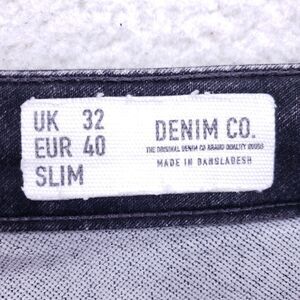 UK 32
EUR 40
SLIM
DENIM CO.
THE ORIGINAL DENIM CO BRAND QUALITY GOODS
MADE IN BANGLADESH